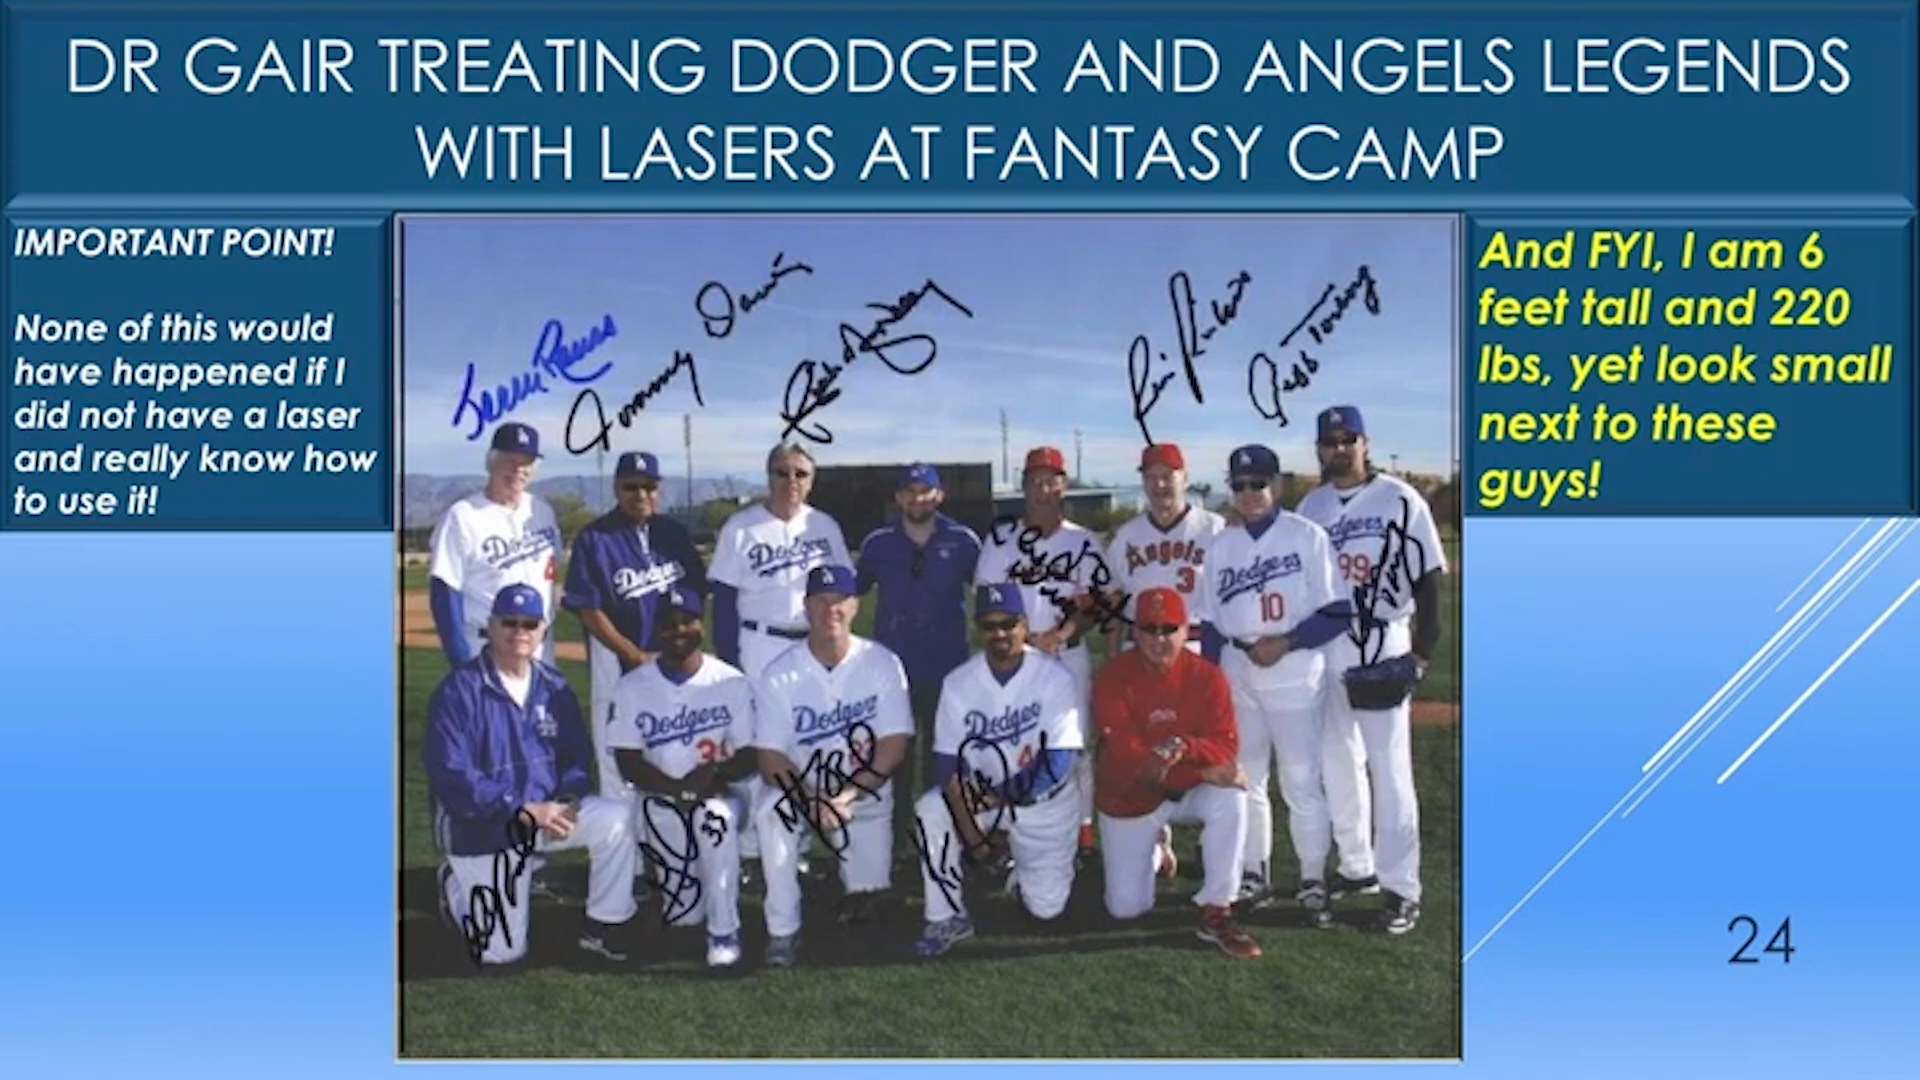 DR GAIR TREATING DODGER AND ANGELS LEGENDS
WITH LASERS AT FANTASY CAMP
IMPORTANT POINT!
None of this would
have happened if I
did not have a laser
and really know how
to use it!
And FYI, I am 6
feet tall and 220
lbs, yet look small
next to these
guys!
Tommy Davis
Dodgers
Dodgers
Dodgers
Angels
3
Dodgers
10
99
Dodgers
Dodgers
33
24